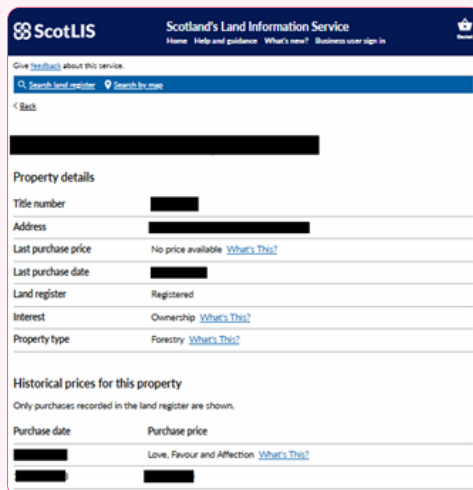 ScotLIS
Scotland's Land Information Service
Home Help and guidance What's new? Business user sign in
Basket
Give feedback about this service.
Search land register Search by map
< Back
Property details
Title number
Address
Last purchase price No price available What's This?
Last purchase date
Land register Registered
Interest Ownership What's This?
Property type Forestry What's This?
Historical prices for this property
Only purchases recorded in the land register are shown.
Purchase date Purchase price
Love, Favour and Affection What's This?